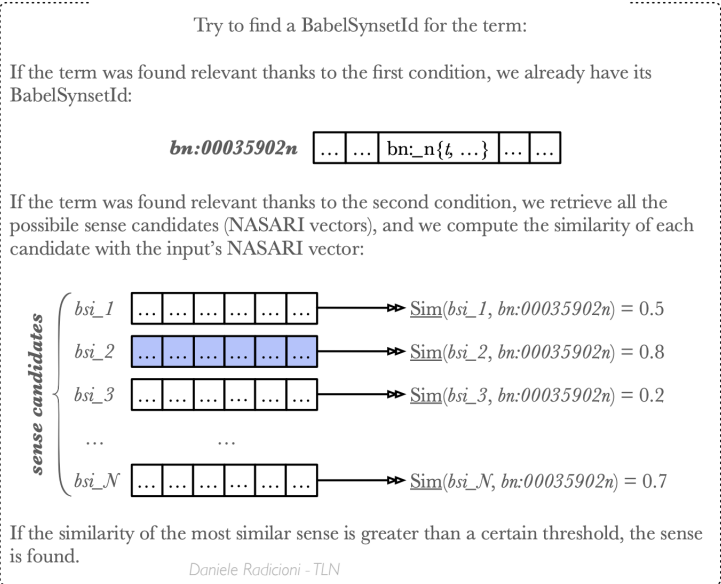 Try to find a BabelSynsetId for the term:
If the term was found relevant thanks to the first condition, we already have its
BabelSynsetId:
bn:00035902n … … bn:_n{t, …} … …
If the term was found relevant thanks to the second condition, we retrieve all the
possibile sense candidates (NASARI vectors), and we compute the similarity of each
candidate with the input's NASARI vector:
sense candidates
bsi_1 … … … … … … Sim(bsi_1, bn:00035902n) = 0.5
bsi_2 … … … … … … Sim(bsi_2, bn:00035902n) = 0.8
bsi_3 … … … … … … Sim(bsi_3, bn:00035902n) = 0.2
… …
bsi_N … … … … … … Sim(bsi_N, bn:00035902n) = 0.7
If the similarity of the most similar sense is greater than a certain threshold, the sense
is found.
Daniele Radicioni - TLN